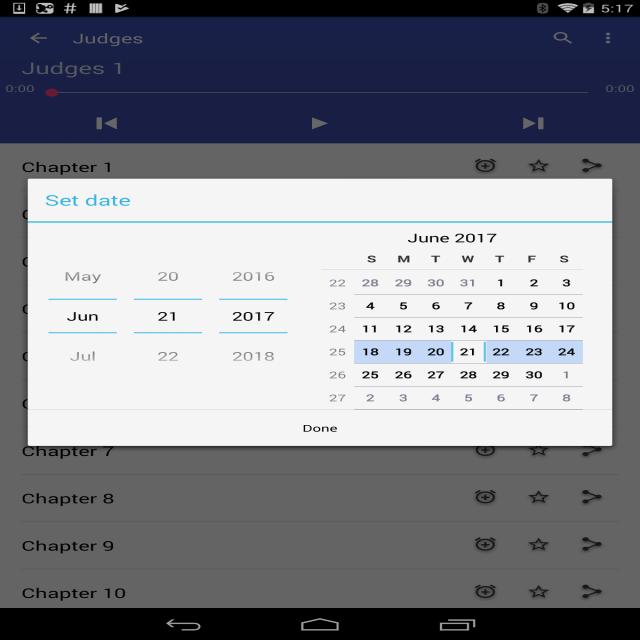 5:17
Judges
Judges 1
0:00 0:00
Chapter 1
Set date
May 20 2016
Jun 21 2017
Jul 22 2018
June 2017
S M T W T F S
22 28 29 30 31 1 2 3
23 4 5 6 7 8 9 10
24 11 12 13 14 15 16 17
25 18 19 20 21 22 23 24
26 25 26 27 28 29 30 1
27 2 3 4 5 6 7 8
Done
Chapter 7
Chapter 8
Chapter 9
Chapter 10